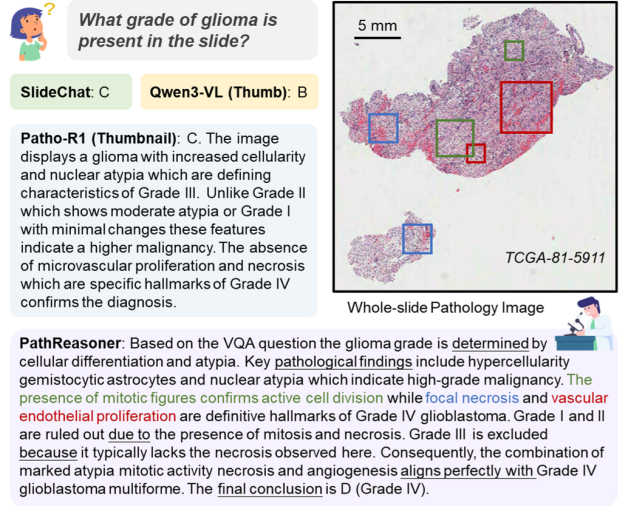 ?
What grade of glioma is
present in the slide?
SlideChat: C
Qwen3-VL (Thumb): B
Patho-R1 (Thumbnail): C. The image
displays a glioma with increased cellularity
and nuclear atypia which are defining
characteristics of Grade III. Unlike Grade II
which shows moderate atypia or Grade I
with minimal changes these features
indicate a higher malignancy. The absence
of microvascular proliferation and necrosis
which are specific hallmarks of Grade IV
confirms the diagnosis.
5 mm
TCGA-81-5911
Whole-slide Pathology Image
PathReasoner: Based on the VQA question the glioma grade is determined by
cellular differentiation and atypia. Key pathological findings include hypercellularity
gemistocytic astrocytes and nuclear atypia which indicate high-grade malignancy. The
presence of mitotic figures confirms active cell division while focal necrosis and vascular
endothelial proliferation are definitive hallmarks of Grade IV glioblastoma. Grade I and II
are ruled out due to the presence of mitosis and necrosis. Grade III is excluded
because it typically lacks the necrosis observed here. Consequently, the combination of
marked atypia mitotic activity necrosis and angiogenesis aligns perfectly with Grade IV
glioblastoma multiforme. The final conclusion is D (Grade IV).